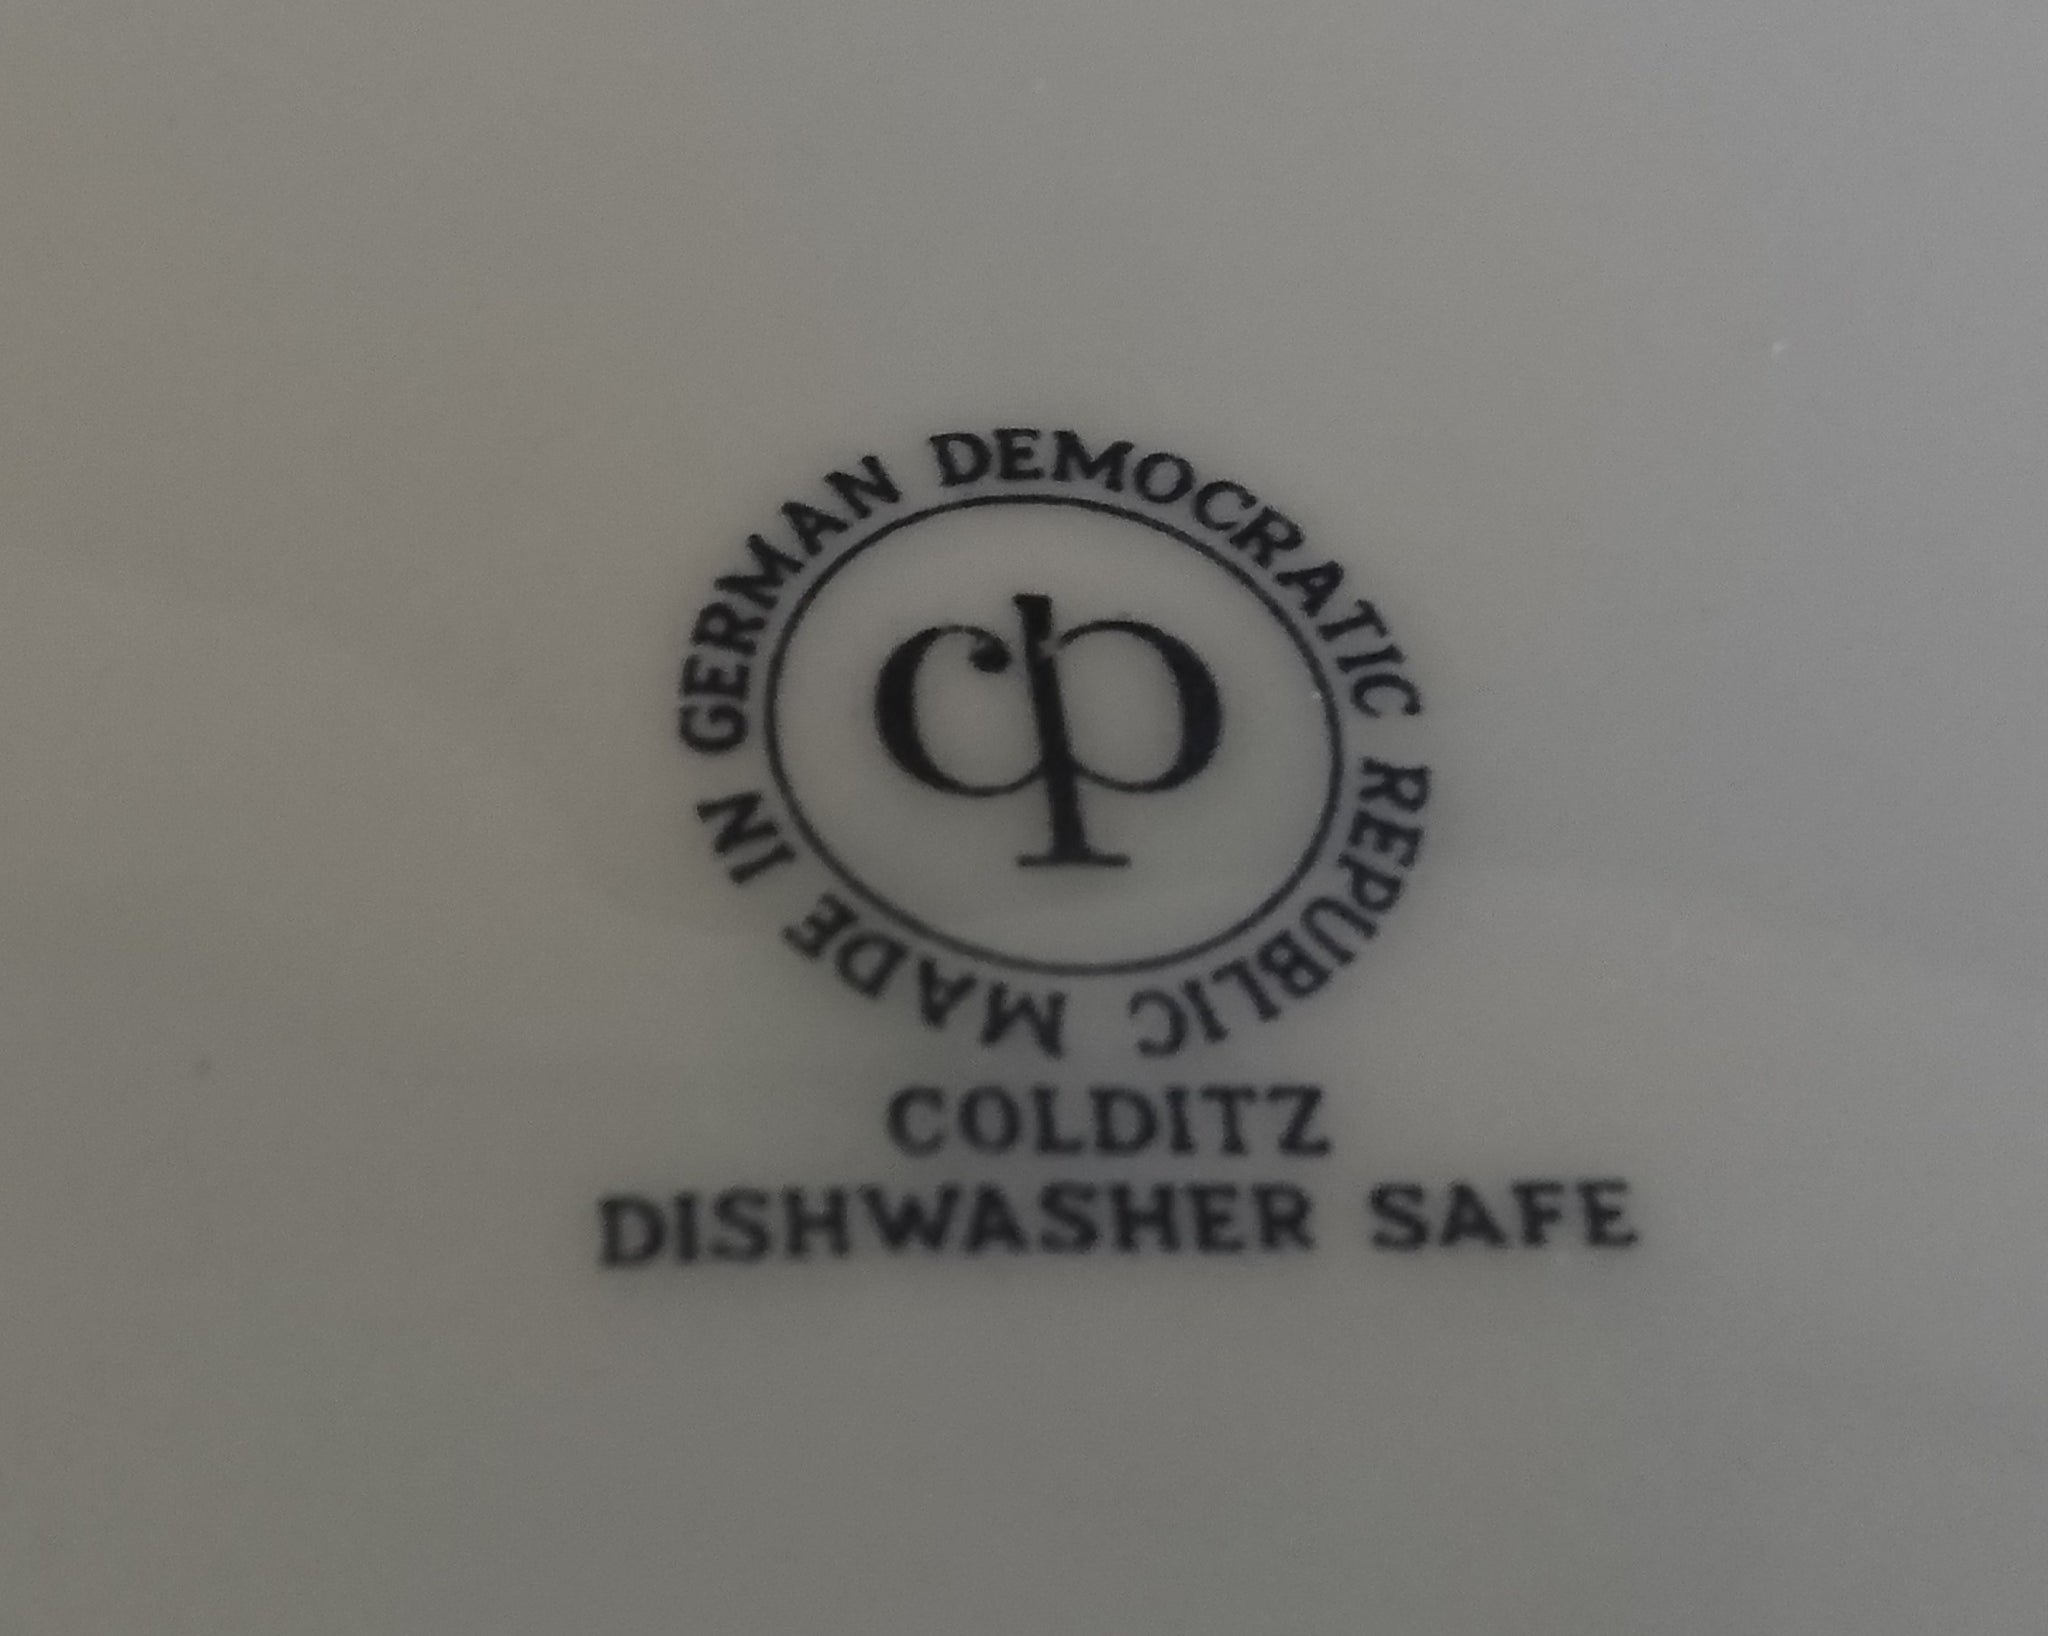 MADE IN GERMAN DEMOCRATIC REPUBLIC
cp
COLDITZ
DISHWASHER SAFE